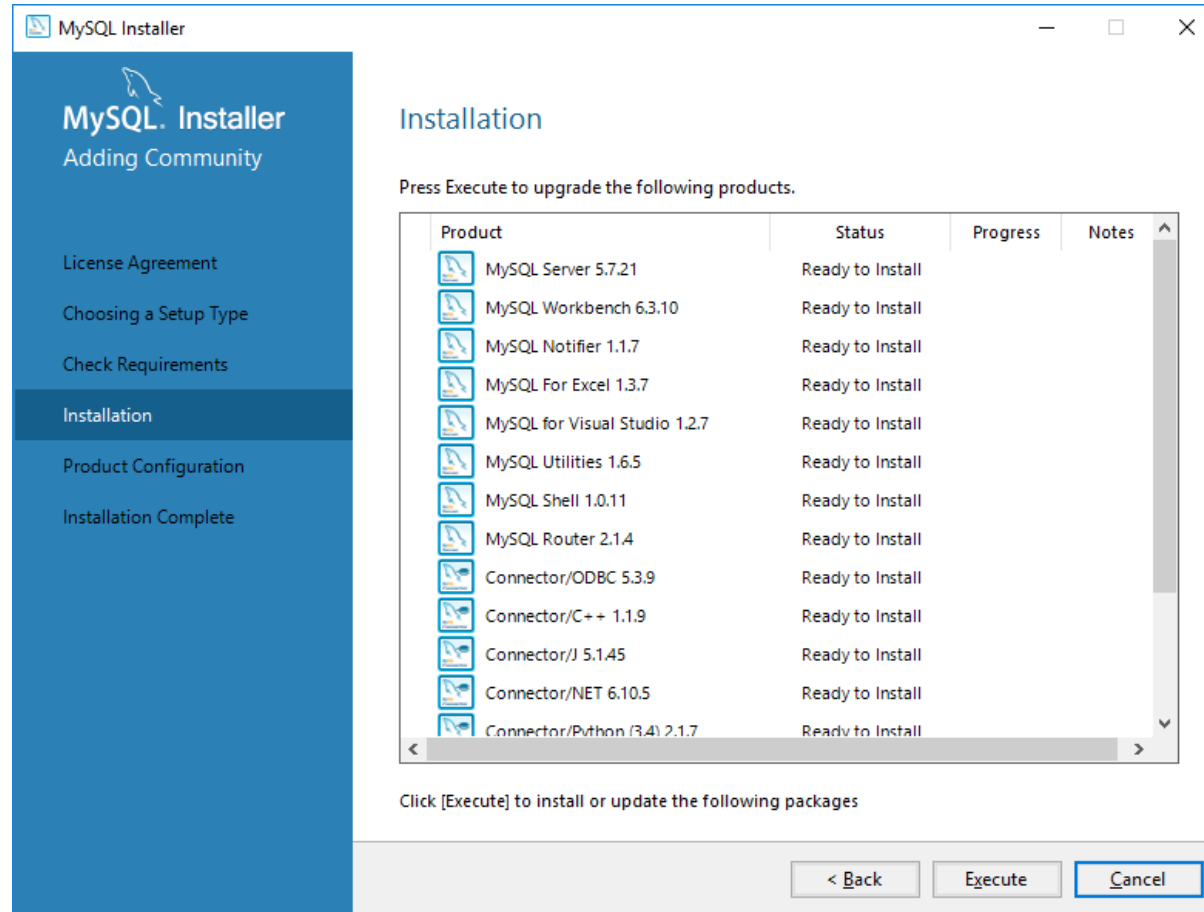 MySQL Installer
MySQL. Installer
Adding Community
License Agreement
Choosing a Setup Type
Check Requirements
Installation
Product Configuration
Installation Complete
Installation
Press Execute to upgrade the following products.
Product Status Progress Notes
MySQL Server 5.7.21 Ready to Install
MySQL Workbench 6.3.10 Ready to Install
MySQL Notifier 1.1.7 Ready to Install
MySQL For Excel 1.3.7 Ready to Install
MySQL for Visual Studio 1.2.7 Ready to Install
MySQL Utilities 1.6.5 Ready to Install
MySQL Shell 1.0.11 Ready to Install
MySQL Router 2.1.4 Ready to Install
Connector/ODBC 5.3.9 Ready to Install
Connector/C++ 1.1.9 Ready to Install
Connector/J 5.1.45 Ready to Install
Connector/NET 6.10.5 Ready to Install
Connector/Python (3.4) 2.1.7 Ready to Install
Click [Execute] to install or update the following packages
< Back Execute Cancel